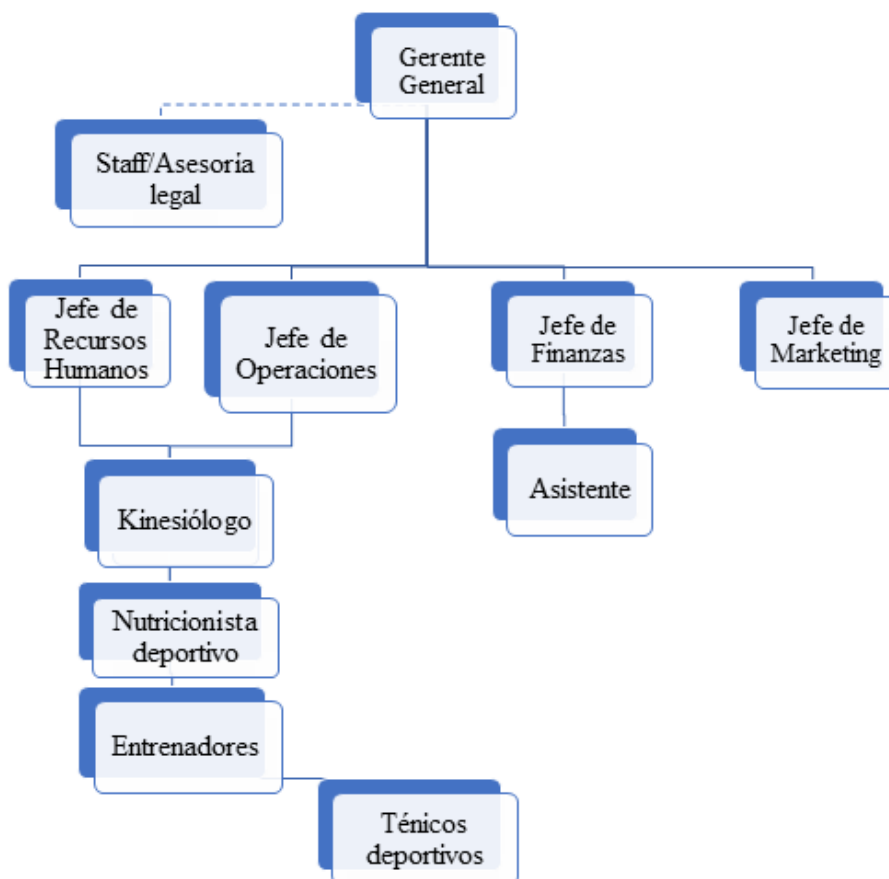 Gerente
General
Staff/Asesoria
legal
Jefe de
Recursos
Humanos
Jefe de
Operaciones
Jefe de
Finanzas
Jefe de
Marketing
Kinesiólogo
Asistente
Nutricionista
deportivo
Entrenadores
Ténicos
deportivos